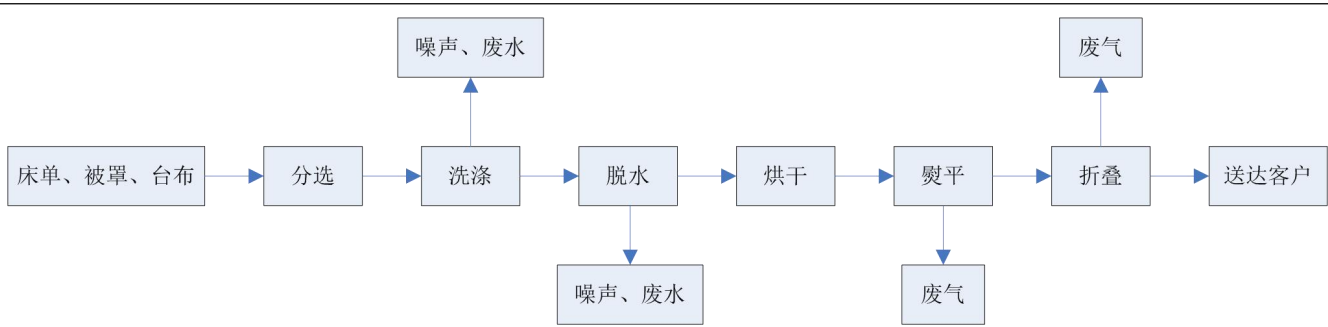 噪声、废水
废气
床单、被罩、台布
分选
洗涤
脱水
烘干
熨平
折叠
送达客户
噪声、废水
废气